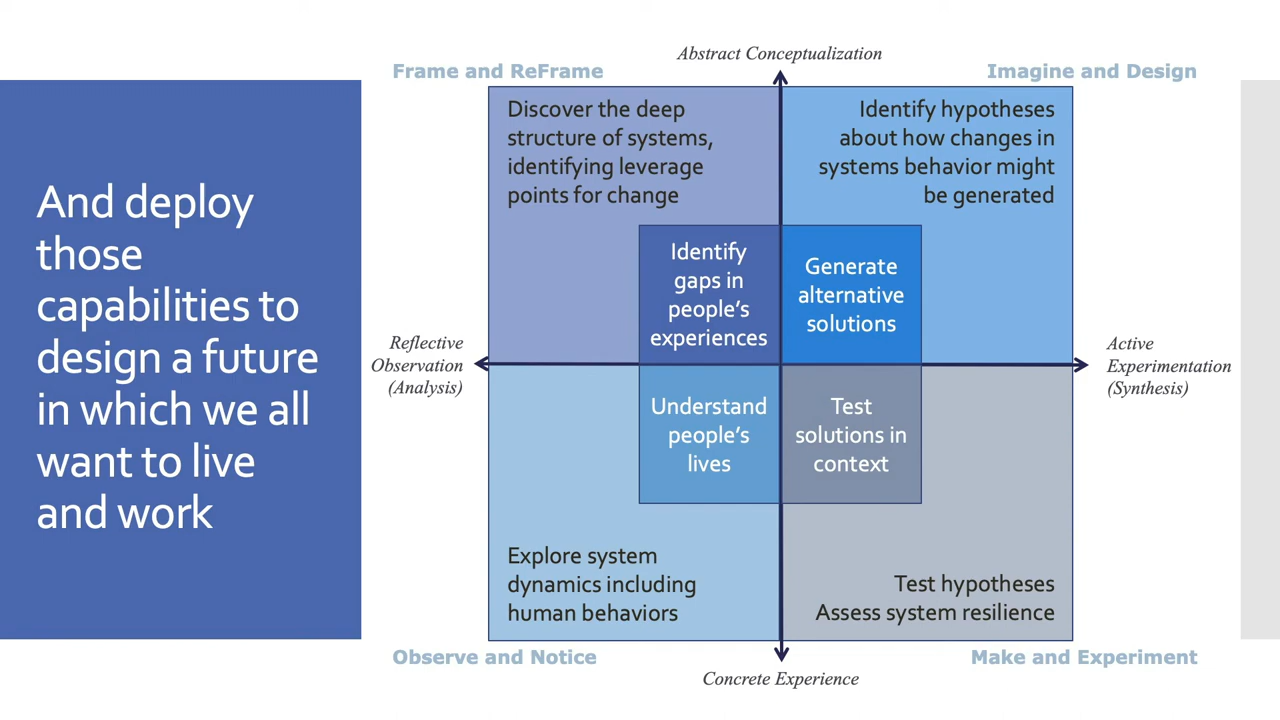 And deploy
those
capabilities to
design a future
in which we all
want to live
and work
Abstract Conceptualization
Frame and ReFrame
Imagine and Design
Discover the deep
structure of systems,
identifying leverage
points for change
Identify hypotheses
about how changes in
systems behavior might
be generated
Identify
gaps in
people’s
experiences
Generate
alternative
solutions
Reflective
Observation
(Analysis)
Active
Experimentation
(Synthesis)
Understand
people’s
lives
Test
solutions in
context
Explore system
dynamics including
human behaviors
Test hypotheses
Assess system resilience
Observe and Notice
Make and Experiment
Concrete Experience